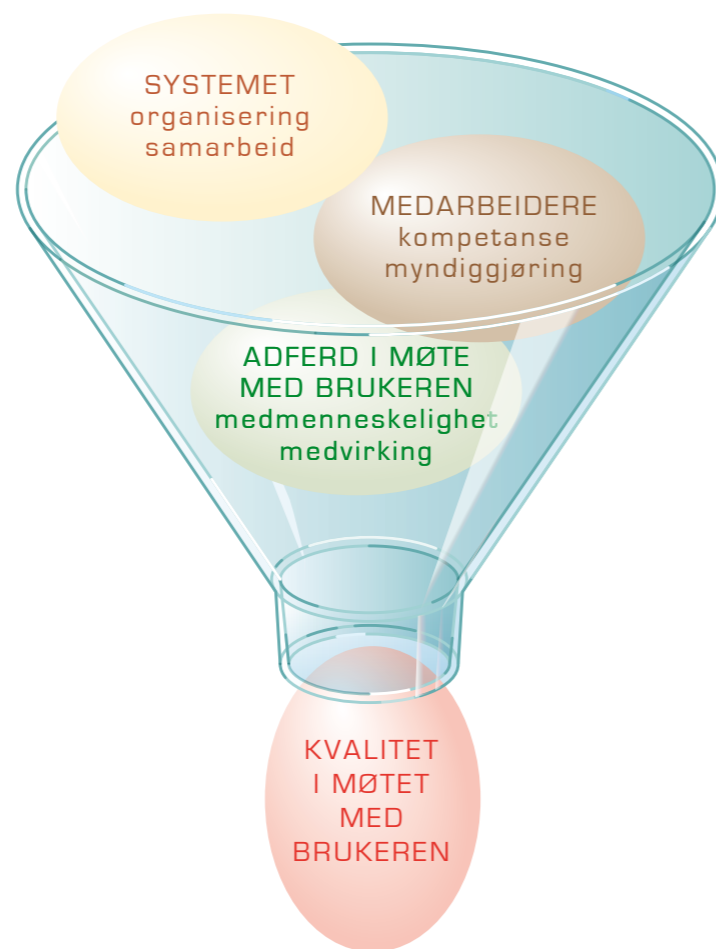 SYSTEMET
organisering
samarbeid
MEDARBEIDERE
kompetanse
myndiggjøring
ADFERD I MØTE
MED BRUKEREN
medmenneskelighet
medvirking
KVALITET
I MØTET
MED
BRUKEREN